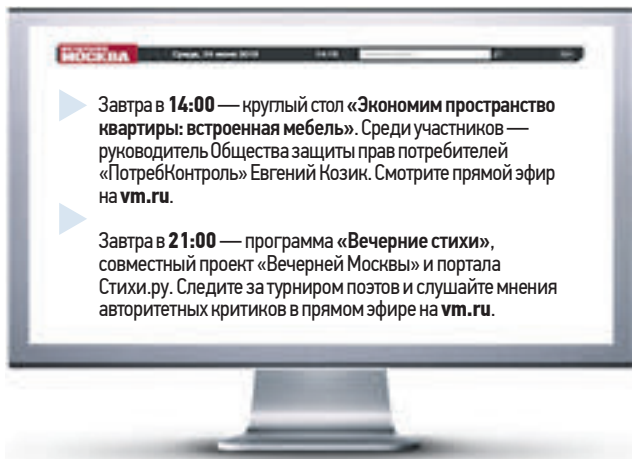 МОСКВА
Завтра в 14:00 — круглый стол «Экономим пространство
квартиры: встроенная мебель». Среди участников —
руководитель Общества защиты прав потребителей
«ПотребКонтроль» Евгений Козик. Смотрите прямой эфир
на vm.ru.
Завтра в 21:00 — программа «Вечерние стихи»,
совместный проект «Вечерней Москвы» и портала
Стихи.ру. Следите за турниром поэтов и слушайте мнения
авторитетных критиков в прямом эфире на vm.ru.